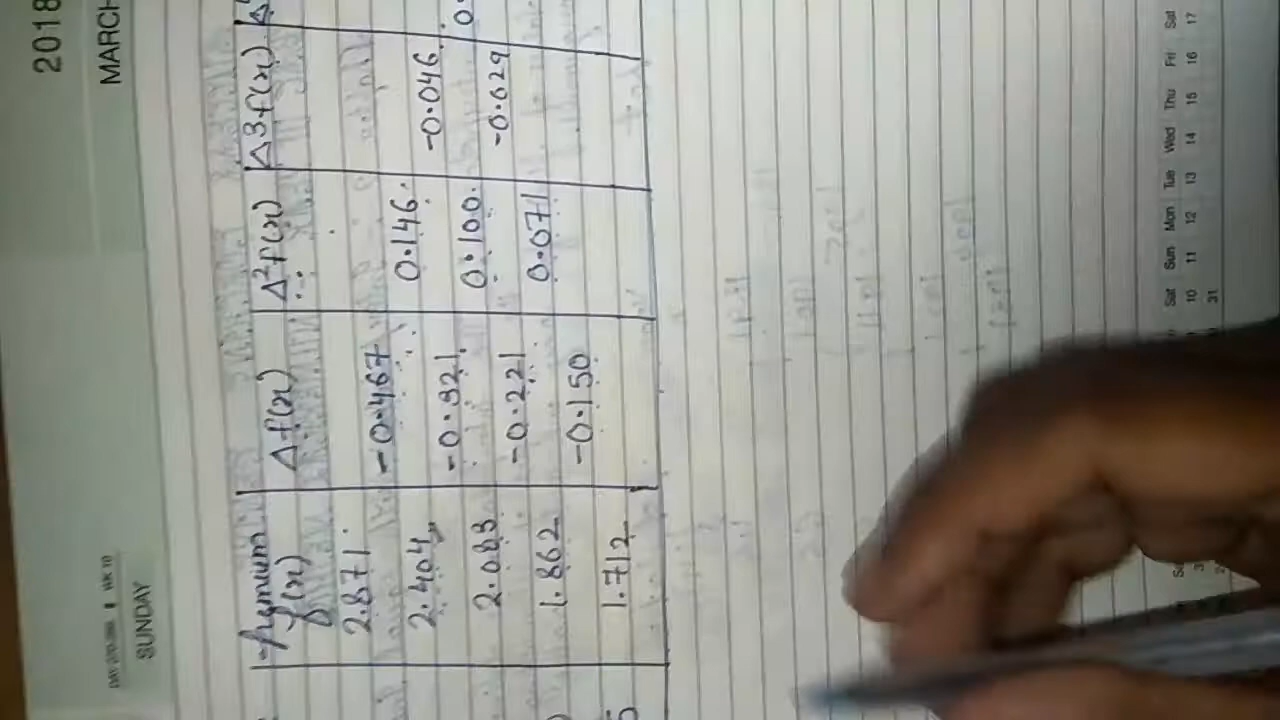 2018
MARCH
SUNDAY
f(x) Δf(x) Δ²f(x) Δ3f(x)
2.871
-0.467
2.404 0.146
-0.321 -0.046
2.083 0.100 0.
-0.221 -0.029
1.862 0.071
-0.150
5 1.712
Sat Sun Mon Tue Wed Thu Fri Sat
10 11 12 13 14 15 16 17
31